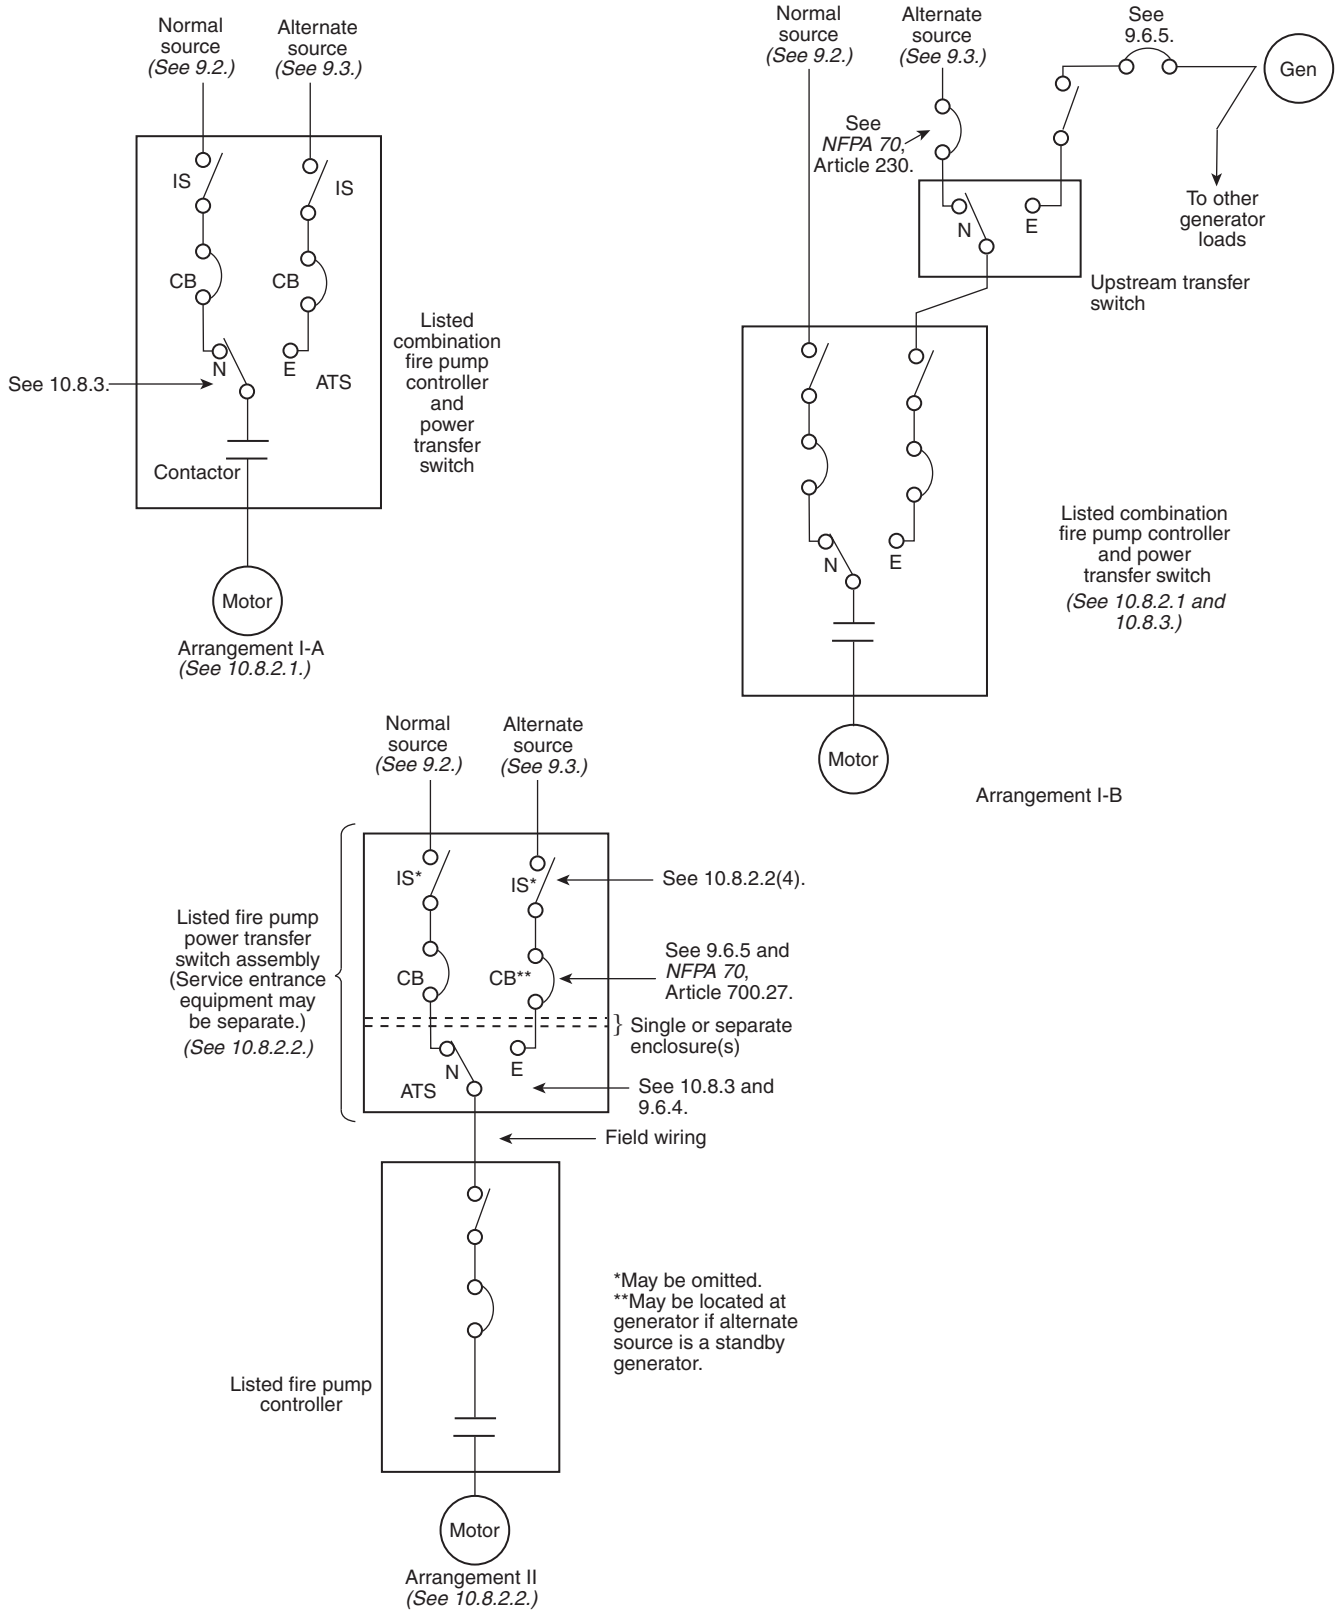 Normal
source
(See 9.2.)
Alternate
source
(See 9.3.)
IS
IS
CB
CB
N
E
ATS
See 10.8.3.
Contactor
Listed
combination
fire pump
controller
and
power
transfer
switch
Motor
Arrangement I-A
(See 10.8.2.1.)
Normal
source
(See 9.2.)
Alternate
source
(See 9.3.)
See
9.6.5.
Gen
See
NFPA 70,
Article 230.
N
E
To other
generator
loads
Upstream transfer
switch
N
E
Listed combination
fire pump controller
and power
transfer switch
(See 10.8.2.1 and
10.8.3.)
Motor
Arrangement I-B
Normal
source
(See 9.2.)
Alternate
source
(See 9.3.)
IS*
IS*
See 10.8.2.2(4).
Listed fire pump
power transfer
switch assembly
(Service entrance
equipment may
be separate.)
(See 10.8.2.2.)
CB
CB**
See 9.6.5 and
NFPA 70,
Article 700.27.
Single or separate
enclosure(s)
N
E
ATS
See 10.8.3 and
9.6.4.
Field wiring
*May be omitted.
**May be located at
generator if alternate
source is a standby
generator.
Listed fire pump
controller
Motor
Arrangement II
(See 10.8.2.2.)